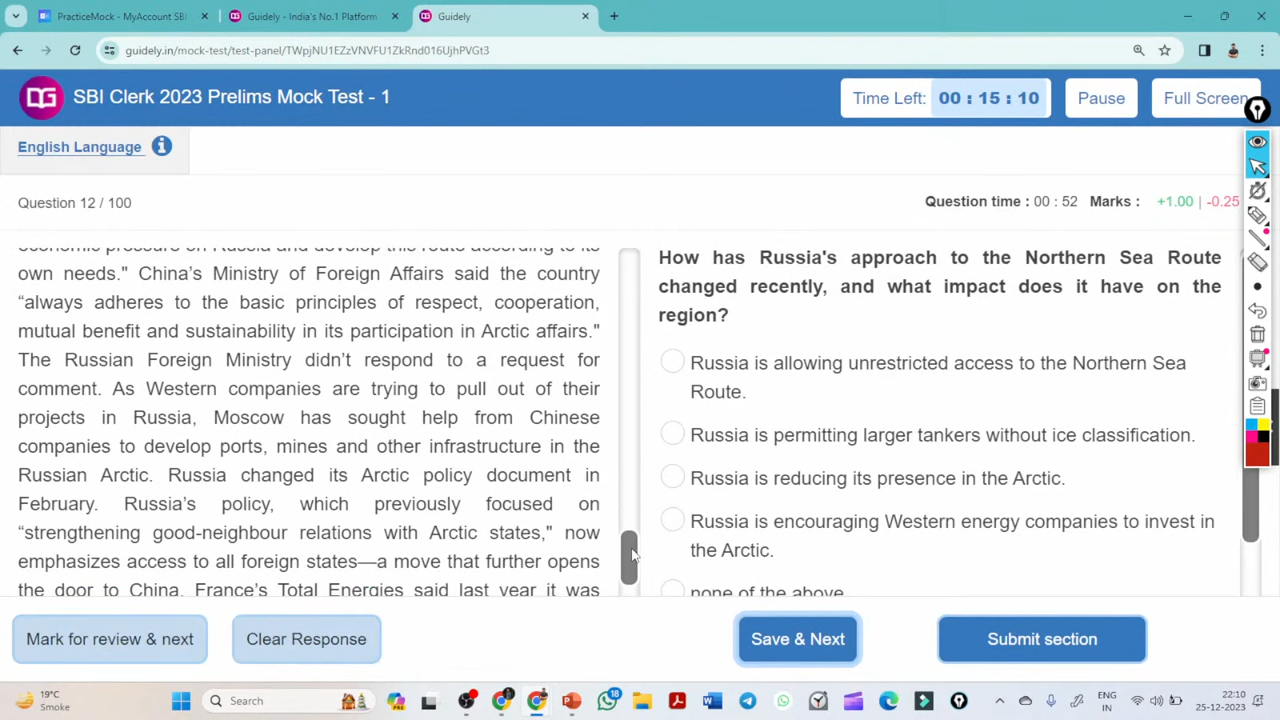 PracticeMock - MyAccount SBI
Guidely - India's No.1 Platform
Guidely
guidely.in/mock-test/test-panel/TWpjNU1EZzVNVFU1ZkRnd016UjhPVGt3
SBI Clerk 2023 Prelims Mock Test - 1
Time Left: 00 : 15 : 10
Pause
Full Screen
English Language
Question 12 / 100
Question time : 00 : 52 Marks : +1.00 | -0.25
economic pressure on Russia and develop this route according to its
own needs." China's Ministry of Foreign Affairs said the country
“always adheres to the basic principles of respect, cooperation,
mutual benefit and sustainability in its participation in Arctic affairs."
The Russian Foreign Ministry didn’t respond to a request for
comment. As Western companies are trying to pull out of their
projects in Russia, Moscow has sought help from Chinese
companies to develop ports, mines and other infrastructure in the
Russian Arctic. Russia changed its Arctic policy document in
February. Russia’s policy, which previously focused on
“strengthening good-neighbour relations with Arctic states," now
emphasizes access to all foreign states—a move that further opens
the door to China. France’s Total Energies said last year it was
How has Russia's approach to the Northern Sea Route
changed recently, and what impact does it have on the
region?
Russia is allowing unrestricted access to the Northern Sea
Route.
Russia is permitting larger tankers without ice classification.
Russia is reducing its presence in the Arctic.
Russia is encouraging Western energy companies to invest in
the Arctic.
none of the above
Mark for review & next
Clear Response
Save & Next
Submit section
19°C
Smoke
Search
18
ENG
IN
22:10
25-12-2023